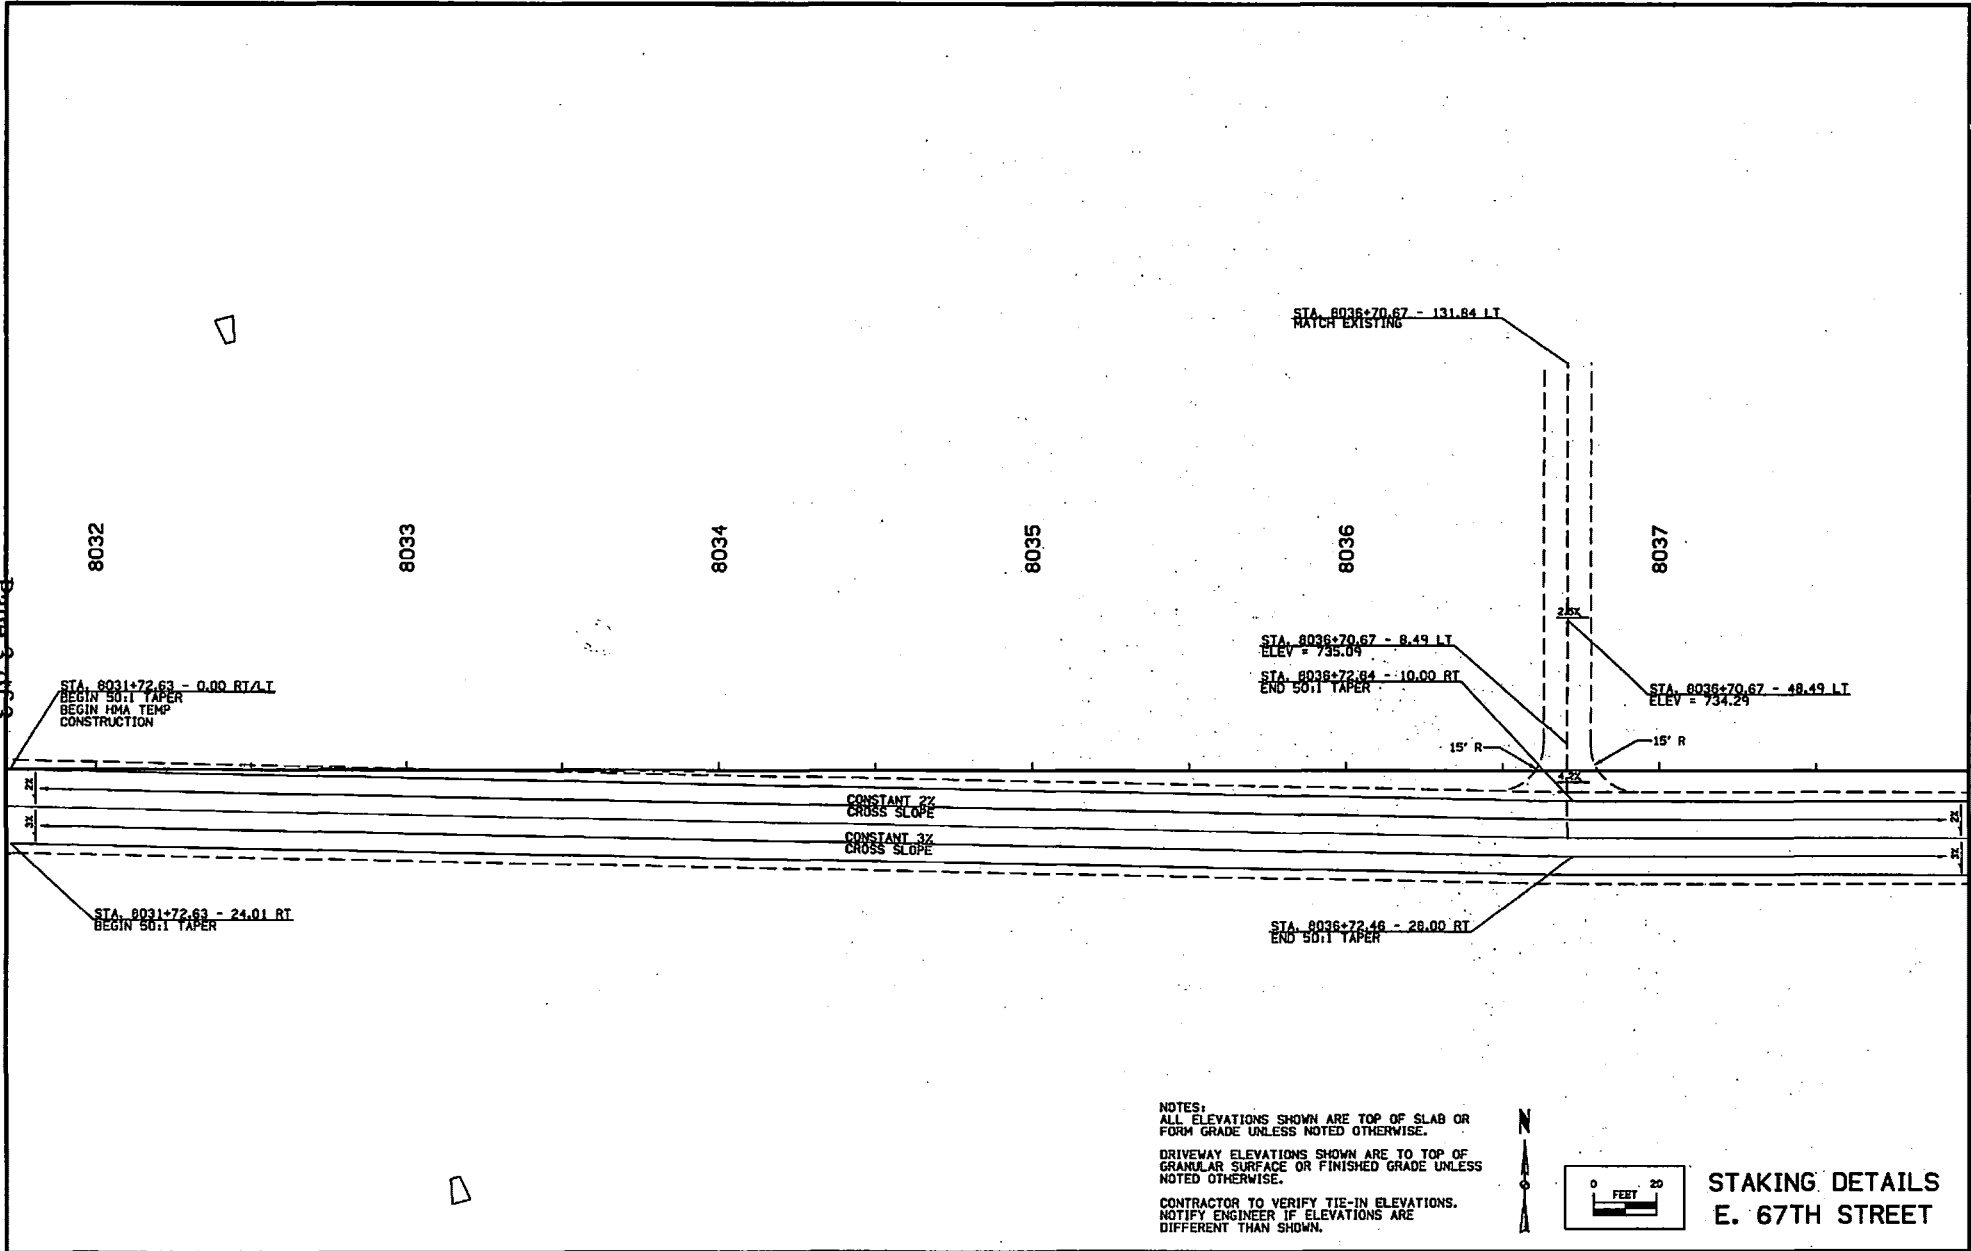 STA. 8036+70.67 - 131.84 LT
MATCH EXISTING
8032
8033
8034
8035
8036
8037
STA. 8031+72.63 - 0.00 RT/LT
BEGIN 50:1 TAPER
BEGIN HMA TEMP
CONSTRUCTION
STA. 8036+70.67 - 8.49 LT
ELEV = 735.09
STA. 8036+72.64 - 10.00 RT
END 50:1 TAPER
STA. 8036+70.67 - 48.49 LT
ELEV = 734.29
15' R
15' R
2%
3%
CONSTANT 2%
CROSS SLOPE
CONSTANT 3%
CROSS SLOPE
2%
3%
STA. 8031+72.63 - 24.01 RT
BEGIN 50:1 TAPER
STA. 8036+72.46 - 28.00 RT
END 50:1 TAPER
NOTES:
ALL ELEVATIONS SHOWN ARE TOP OF SLAB OR
FORM GRADE UNLESS NOTED OTHERWISE.
DRIVEWAY ELEVATIONS SHOWN ARE TO TOP OF
GRANULAR SURFACE OR FINISHED GRADE UNLESS
NOTED OTHERWISE.
CONTRACTOR TO VERIFY TIE-IN ELEVATIONS.
NOTIFY ENGINEER IF ELEVATIONS ARE
DIFFERENT THAN SHOWN.
N
0 20
FEET
STAKING DETAILS
E. 67TH STREET